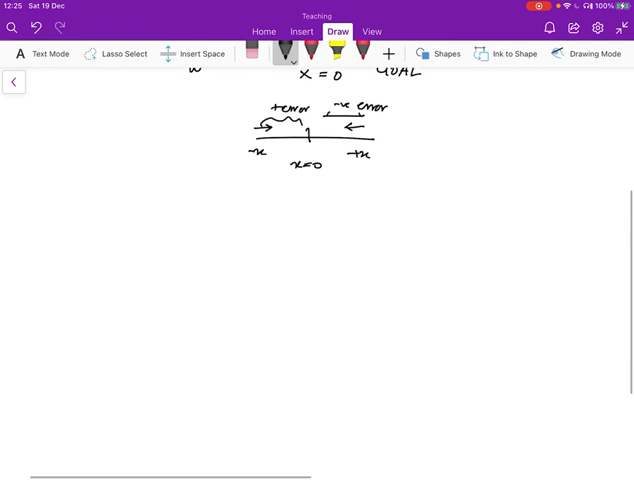 12:25 Sat 19 Dec
100%
Teaching
Home Insert Draw View
A Text Mode Lasso Select Insert Space Shapes Ink to Shape Drawing Mode
x = 0 GOAL
+error -ve error
-x +x
x=0